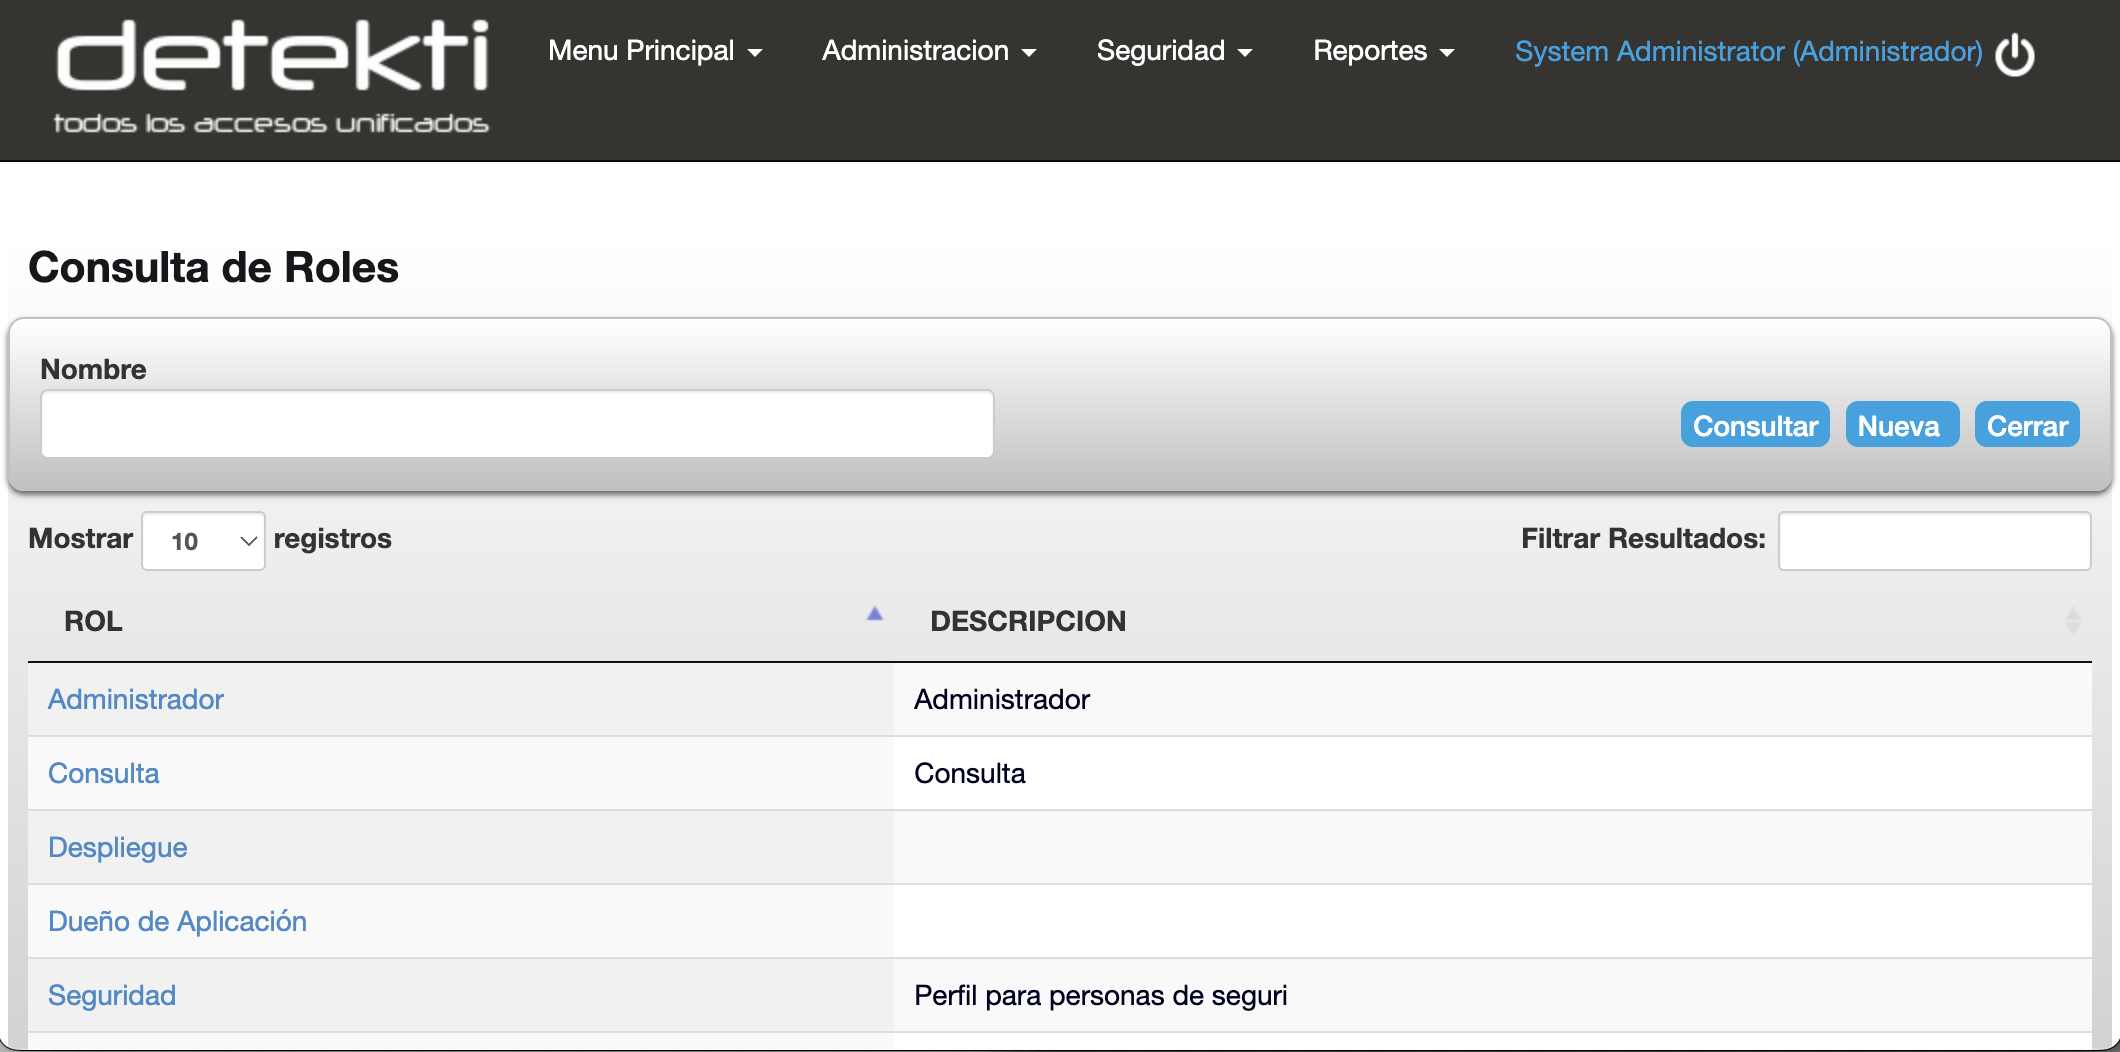 detekti
todos los accesos unificados
Menu Principal
Administracion
Seguridad
Reportes
System Administrator (Administrador)
Consulta de Roles
Nombre
Consultar
Nueva
Cerrar
Mostrar 10 registros
Filtrar Resultados:
ROL
DESCRIPCION
Administrador
Administrador
Consulta
Consulta
Despliegue
Dueño de Aplicación
Seguridad
Perfil para personas de seguri